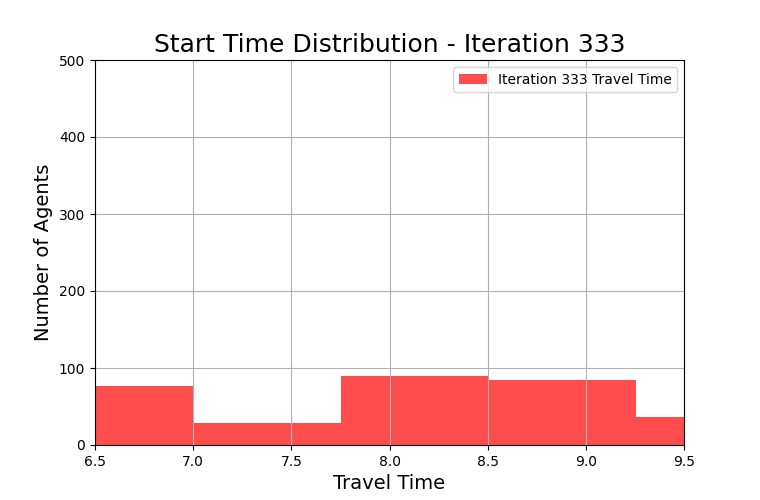 Start Time Distribution - Iteration 333
Iteration 333 Travel Time
Number of Agents
500
400
300
200
100
0
6.5 7.0 7.5 8.0 8.5 9.0 9.5
Travel Time